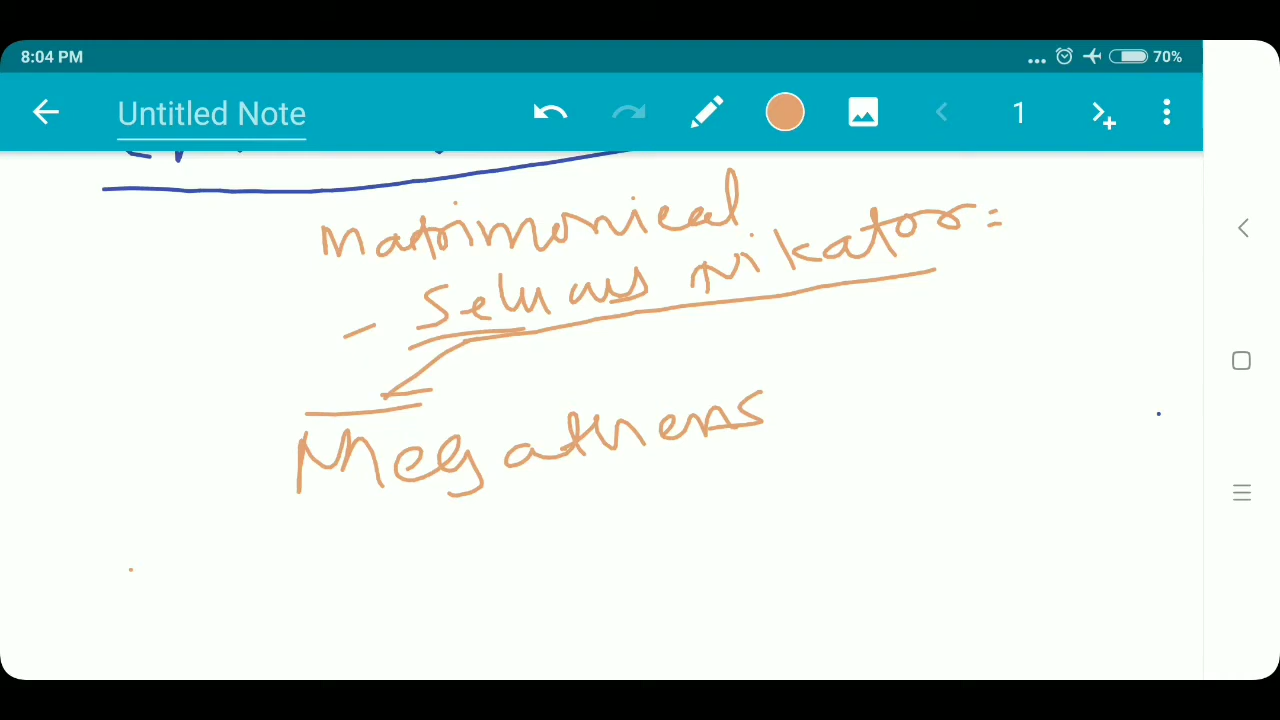 8:04 PM
70%
Untitled Note
1
Matrimonical
- Selucus Nikator =
Megathens